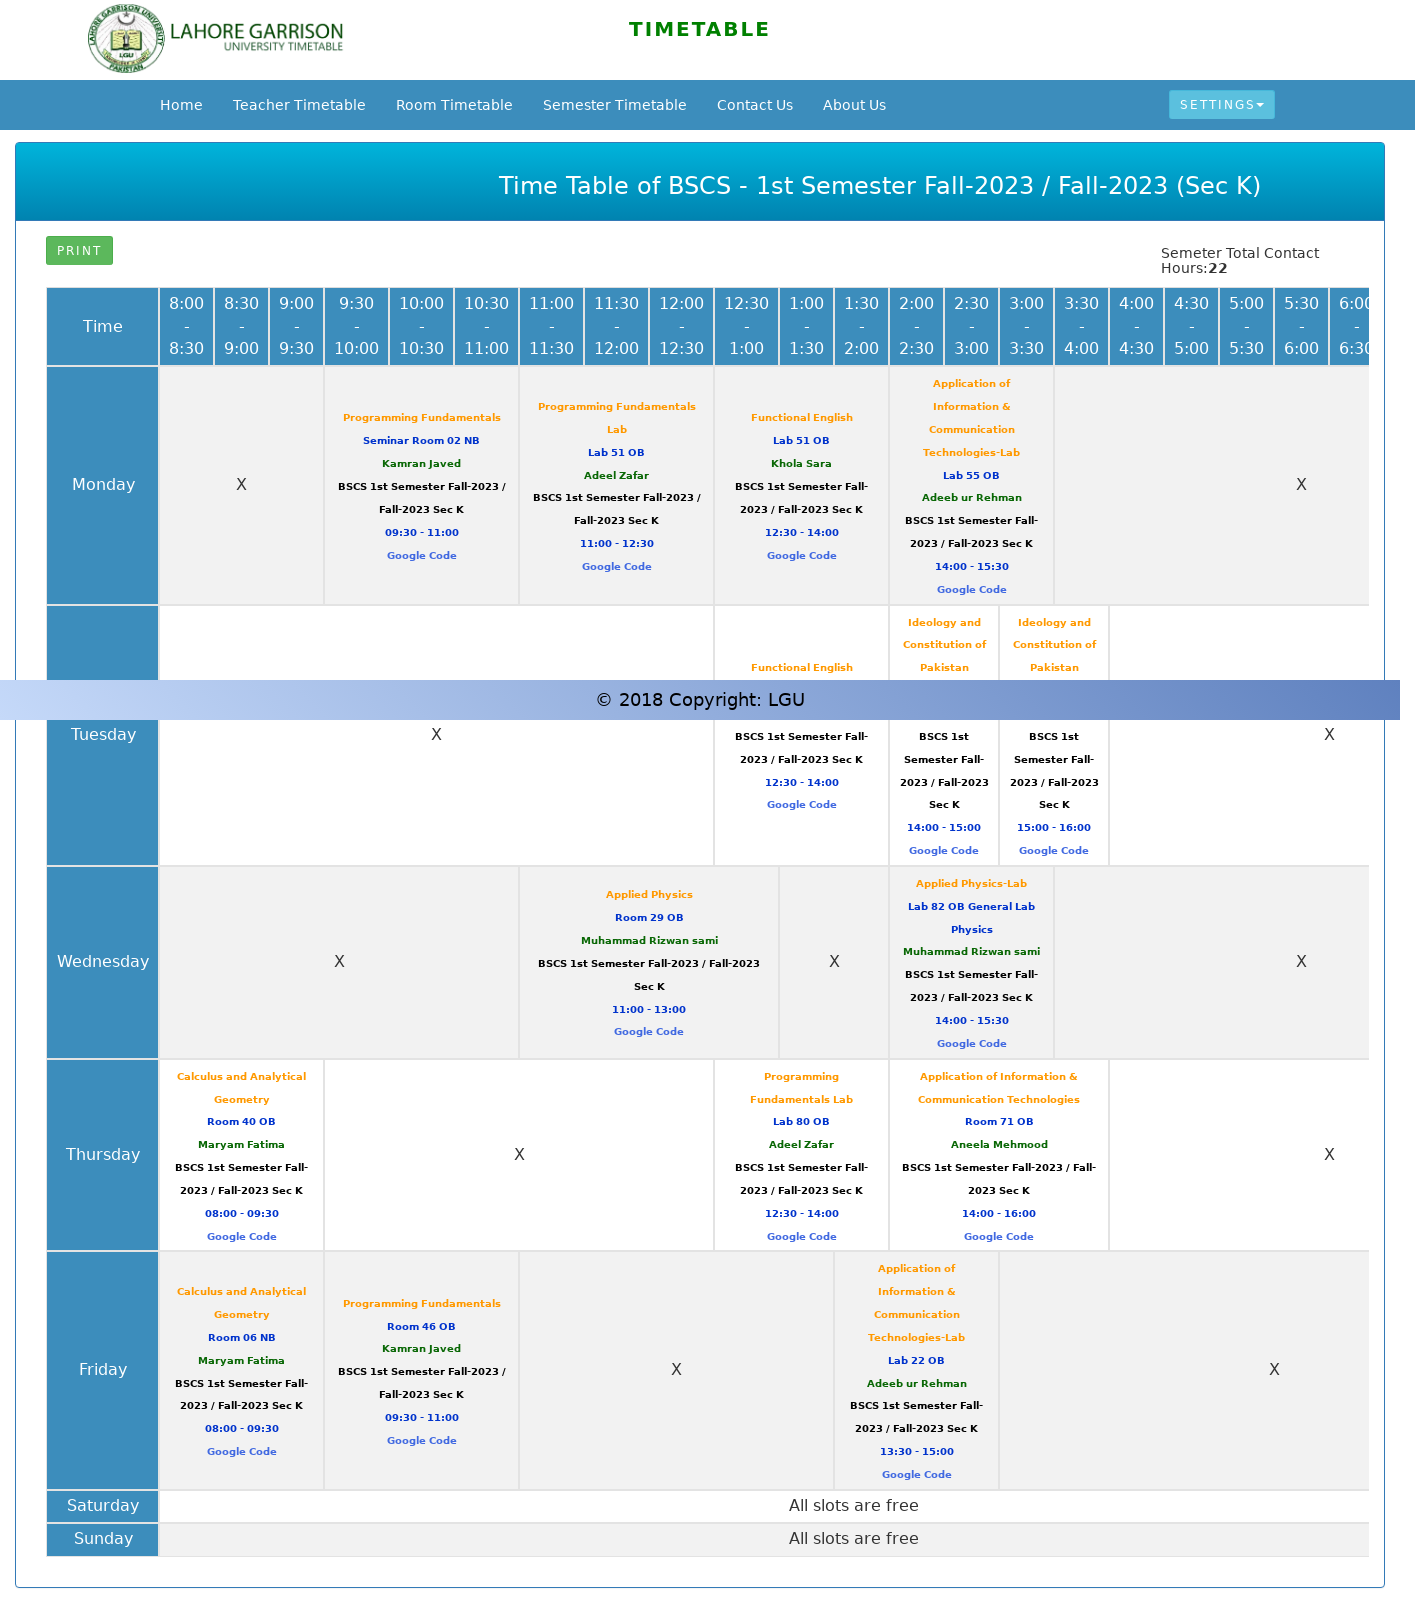 LAHORE GARRISON
UNIVERSITY TIMETABLE
TIMETABLE
Home Teacher Timetable Room Timetable Semester Timetable Contact Us About Us SETTINGS
Time Table of BSCS - 1st Semester Fall-2023 / Fall-2023 (Sec K)
PRINT
Semeter Total Contact
Hours:22
Time
8:00
-
8:30
8:30
-
9:00
9:00
-
9:30
9:30
-
10:00
10:00
-
10:30
10:30
-
11:00
11:00
-
11:30
11:30
-
12:00
12:00
-
12:30
12:30
-
1:00
1:00
-
1:30
1:30
-
2:00
2:00
-
2:30
2:30
-
3:00
3:00
-
3:30
3:30
-
4:00
4:00
-
4:30
4:30
-
5:00
5:00
-
5:30
5:30
-
6:00
6:00
-
6:30
Monday
X
Programming Fundamentals
Seminar Room 02 NB
Kamran Javed
BSCS 1st Semester Fall-2023 /
Fall-2023 Sec K
09:30 - 11:00
Google Code
Programming Fundamentals
Lab
Lab 51 OB
Adeel Zafar
BSCS 1st Semester Fall-2023 /
Fall-2023 Sec K
11:00 - 12:30
Google Code
Functional English
Lab 51 OB
Khola Sara
BSCS 1st Semester Fall-
2023 / Fall-2023 Sec K
12:30 - 14:00
Google Code
Application of
Information &
Communication
Technologies-Lab
Lab 55 OB
Adeeb ur Rehman
BSCS 1st Semester Fall-
2023 / Fall-2023 Sec K
14:00 - 15:30
Google Code
X
Tuesday
X
Functional English
BSCS 1st Semester Fall-
2023 / Fall-2023 Sec K
12:30 - 14:00
Google Code
Ideology and
Constitution of
Pakistan
BSCS 1st
Semester Fall-
2023 / Fall-2023
Sec K
14:00 - 15:00
Google Code
Ideology and
Constitution of
Pakistan
BSCS 1st
Semester Fall-
2023 / Fall-2023
Sec K
15:00 - 16:00
Google Code
X
© 2018 Copyright: LGU
Wednesday
X
Applied Physics
Room 29 OB
Muhammad Rizwan sami
BSCS 1st Semester Fall-2023 / Fall-2023
Sec K
11:00 - 13:00
Google Code
X
Applied Physics-Lab
Lab 82 OB General Lab
Physics
Muhammad Rizwan sami
BSCS 1st Semester Fall-
2023 / Fall-2023 Sec K
14:00 - 15:30
Google Code
X
Thursday
Calculus and Analytical
Geometry
Room 40 OB
Maryam Fatima
BSCS 1st Semester Fall-
2023 / Fall-2023 Sec K
08:00 - 09:30
Google Code
X
Programming
Fundamentals Lab
Lab 80 OB
Adeel Zafar
BSCS 1st Semester Fall-
2023 / Fall-2023 Sec K
12:30 - 14:00
Google Code
Application of Information &
Communication Technologies
Room 71 OB
Aneela Mehmood
BSCS 1st Semester Fall-2023 / Fall-
2023 Sec K
14:00 - 16:00
Google Code
X
Friday
Calculus and Analytical
Geometry
Room 06 NB
Maryam Fatima
BSCS 1st Semester Fall-
2023 / Fall-2023 Sec K
08:00 - 09:30
Google Code
Programming Fundamentals
Room 46 OB
Kamran Javed
BSCS 1st Semester Fall-2023 /
Fall-2023 Sec K
09:30 - 11:00
Google Code
X
Application of
Information &
Communication
Technologies-Lab
Lab 22 OB
Adeeb ur Rehman
BSCS 1st Semester Fall-
2023 / Fall-2023 Sec K
13:30 - 15:00
Google Code
X
Saturday
All slots are free
Sunday
All slots are free